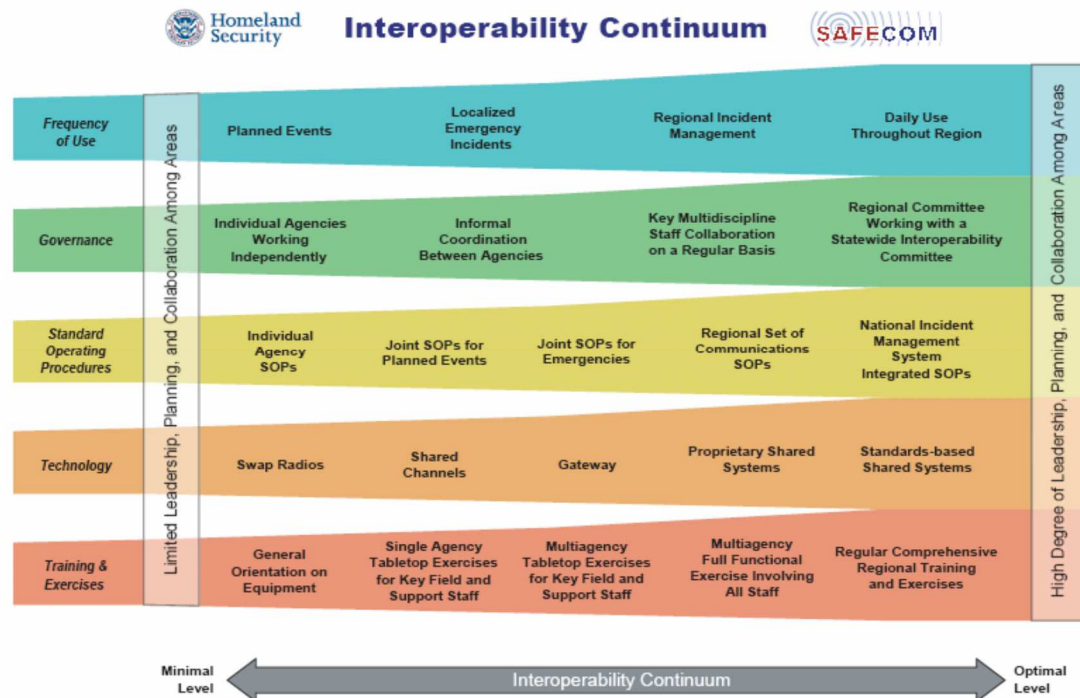 Homeland
Security
Interoperability Continuum
SAFECOM
Limited Leadership, Planning, and Collaboration Among Areas
High Degree of Leadership, Planning, and Collaboration Among Areas
Frequency
of Use
Planned Events
Localized
Emergency
Incidents
Regional Incident
Management
Daily Use
Throughout Region
Governance
Individual Agencies
Working
Independently
Informal
Coordination
Between Agencies
Key Multidiscipline
Staff Collaboration
on a Regular Basis
Regional Committee
Working with a
Statewide Interoperability
Committee
Standard
Operating
Procedures
Individual
Agency
SOPs
Joint SOPs for
Planned Events
Joint SOPs for
Emergencies
Regional Set of
Communications
SOPs
National Incident
Management
System
Integrated SOPs
Technology
Swap Radios
Shared
Channels
Gateway
Proprietary Shared
Systems
Standards-based
Shared Systems
Training &
Exercises
General
Orientation on
Equipment
Single Agency
Tabletop Exercises
for Key Field and
Support Staff
Multiagency
Tabletop Exercises
for Key Field and
Support Staff
Multiagency
Full Functional
Exercise Involving
All Staff
Regular Comprehensive
Regional Training
and Exercises
Minimal
Level
Interoperability Continuum
Optimal
Level